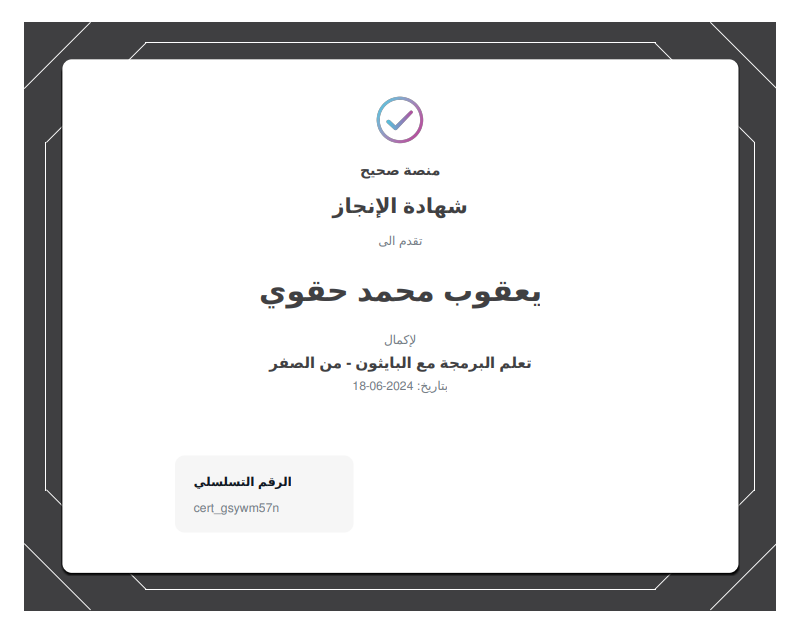 منصة صحيح
شهادة الإنجاز
تقدم الى
يعقوب محمد حقوي
لإكمال
تعلم البرمجة مع البايثون - من الصفر
بتاريخ: 2024-06-18
الرقم التسلسلي
cert_gsywm57n